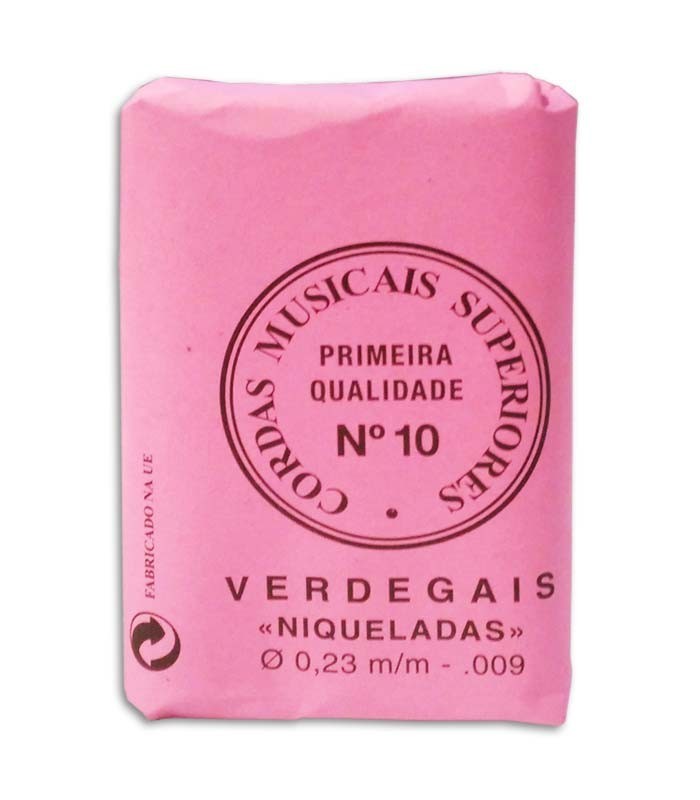 CORDAS MUSICAIS SUPERIORES
PRIMEIRA
QUALIDADE
Nº 10
VERDEGAIS
«NIQUELADAS»
Ø 0,23 m/m - .009
FABRICADO NA UE